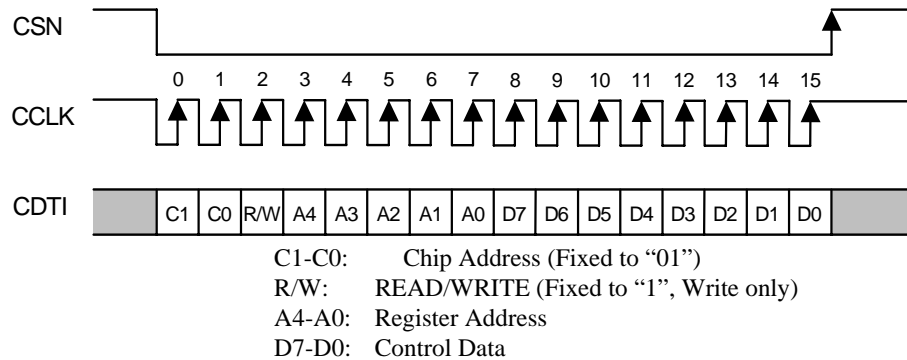 CSN
0 1 2 3 4 5 6 7 8 9 10 11 12 13 14 15
CCLK
CDTI C1 C0 R/W A4 A3 A2 A1 A0 D7 D6 D5 D4 D3 D2 D1 D0
C1-C0: Chip Address (Fixed to “01”)
R/W: READ/WRITE (Fixed to “1”, Write only)
A4-A0: Register Address
D7-D0: Control Data